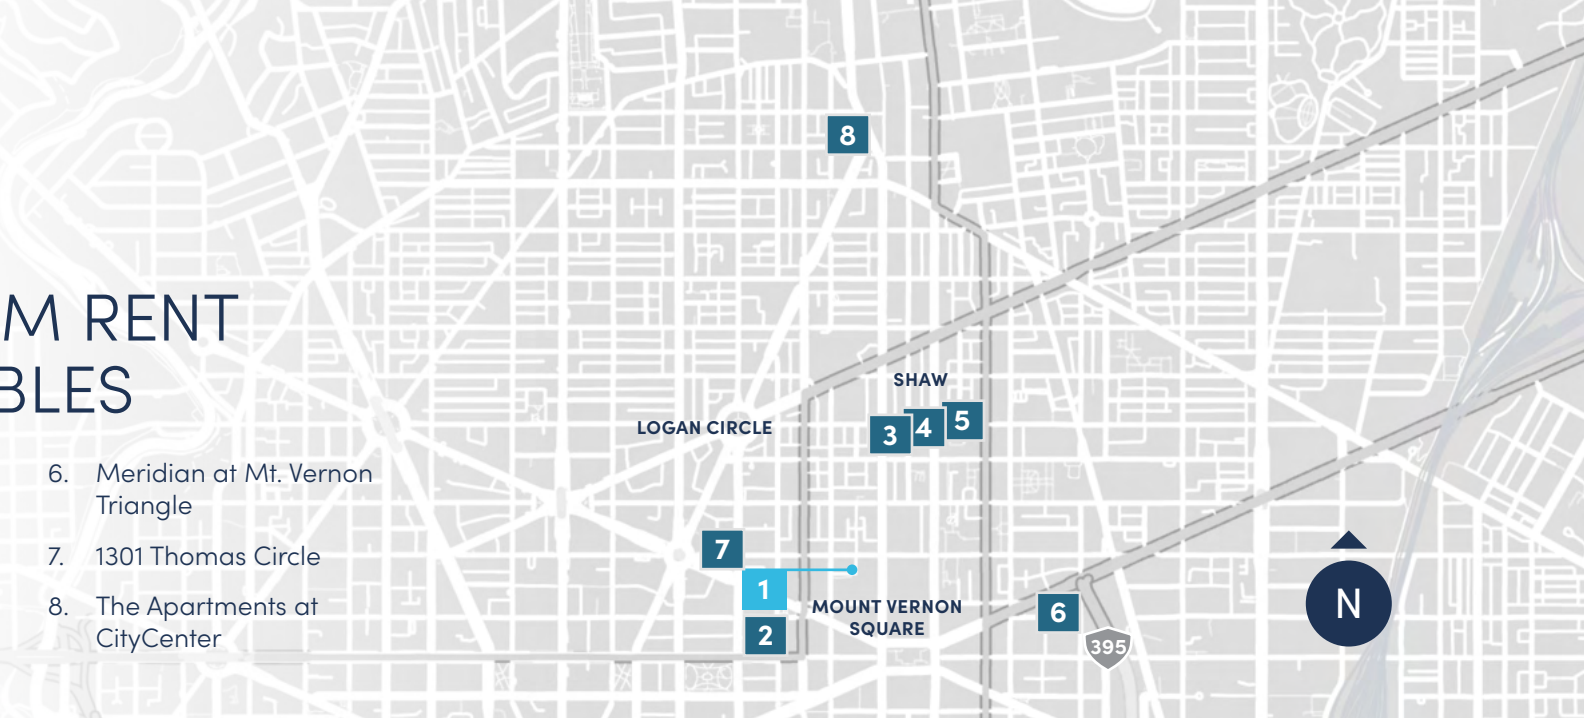 M RENT
BLES
6. Meridian at Mt. Vernon
Triangle
7. 1301 Thomas Circle
8. The Apartments at
CityCenter
8
SHAW
LOGAN CIRCLE
3 4 5
7
1
MOUNT VERNON
SQUARE
2
6
395
N